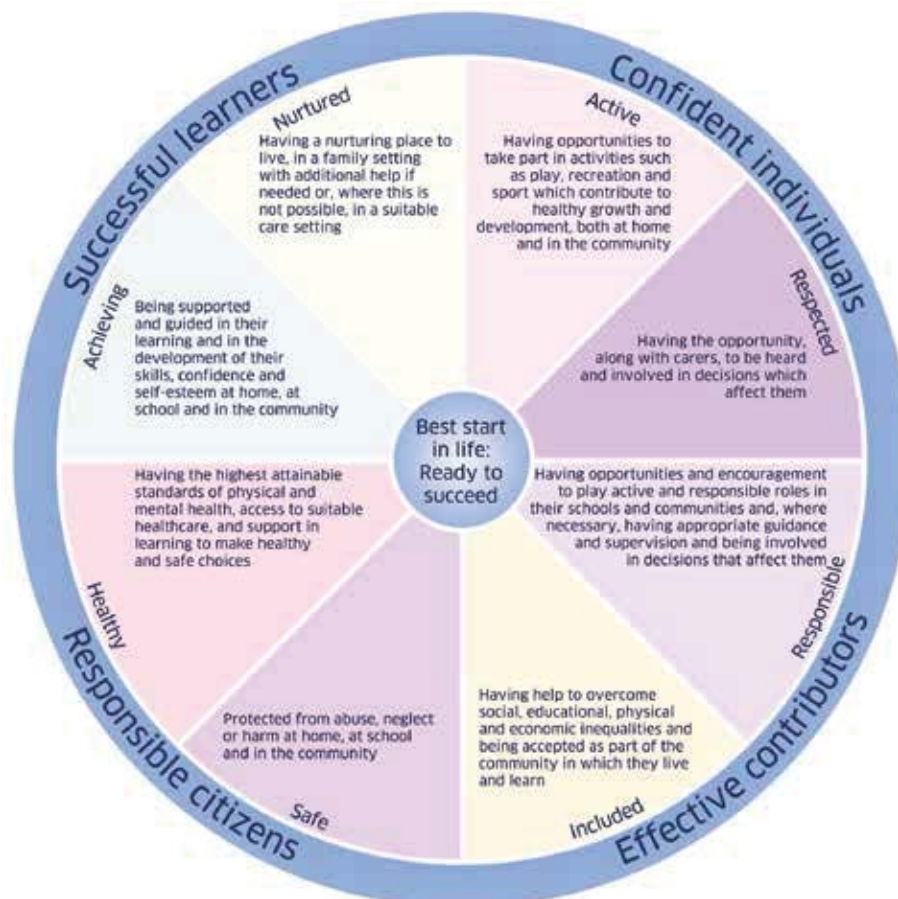 Successful learners
Confident individuals
Nurtured
Having a nurturing place to
live, in a family setting
with additional help if
needed or, where this is
not possible, in a suitable
care setting
Active
Having opportunities to
take part in activities such
as play, recreation and
sport which contribute to
healthy growth and
development, both at home
and in the community
Achieving
Being supported
and guided in their
learning and in the
development of their
skills, confidence and
self-esteem at home, at
school and in the community
Respected
Having the opportunity,
along with carers, to be heard
and involved in decisions which
affect them
Best start
in life:
Ready to
succeed
Having the highest attainable
standards of physical and
mental health, access to suitable
healthcare, and support in
learning to make healthy
and safe choices
Healthy
Having opportunities and encouragement
to play active and responsible roles in
their schools and communities and, where
necessary, having appropriate guidance
and supervision and being involved
in decisions that affect them
Responsible
Protected from abuse, neglect
or harm at home, at school
and in the community
Safe
Having help to overcome
social, educational, physical
and economic inequalities and
being accepted as part of the
community in which they live
and learn
Included
Responsible citizens
Effective contributors